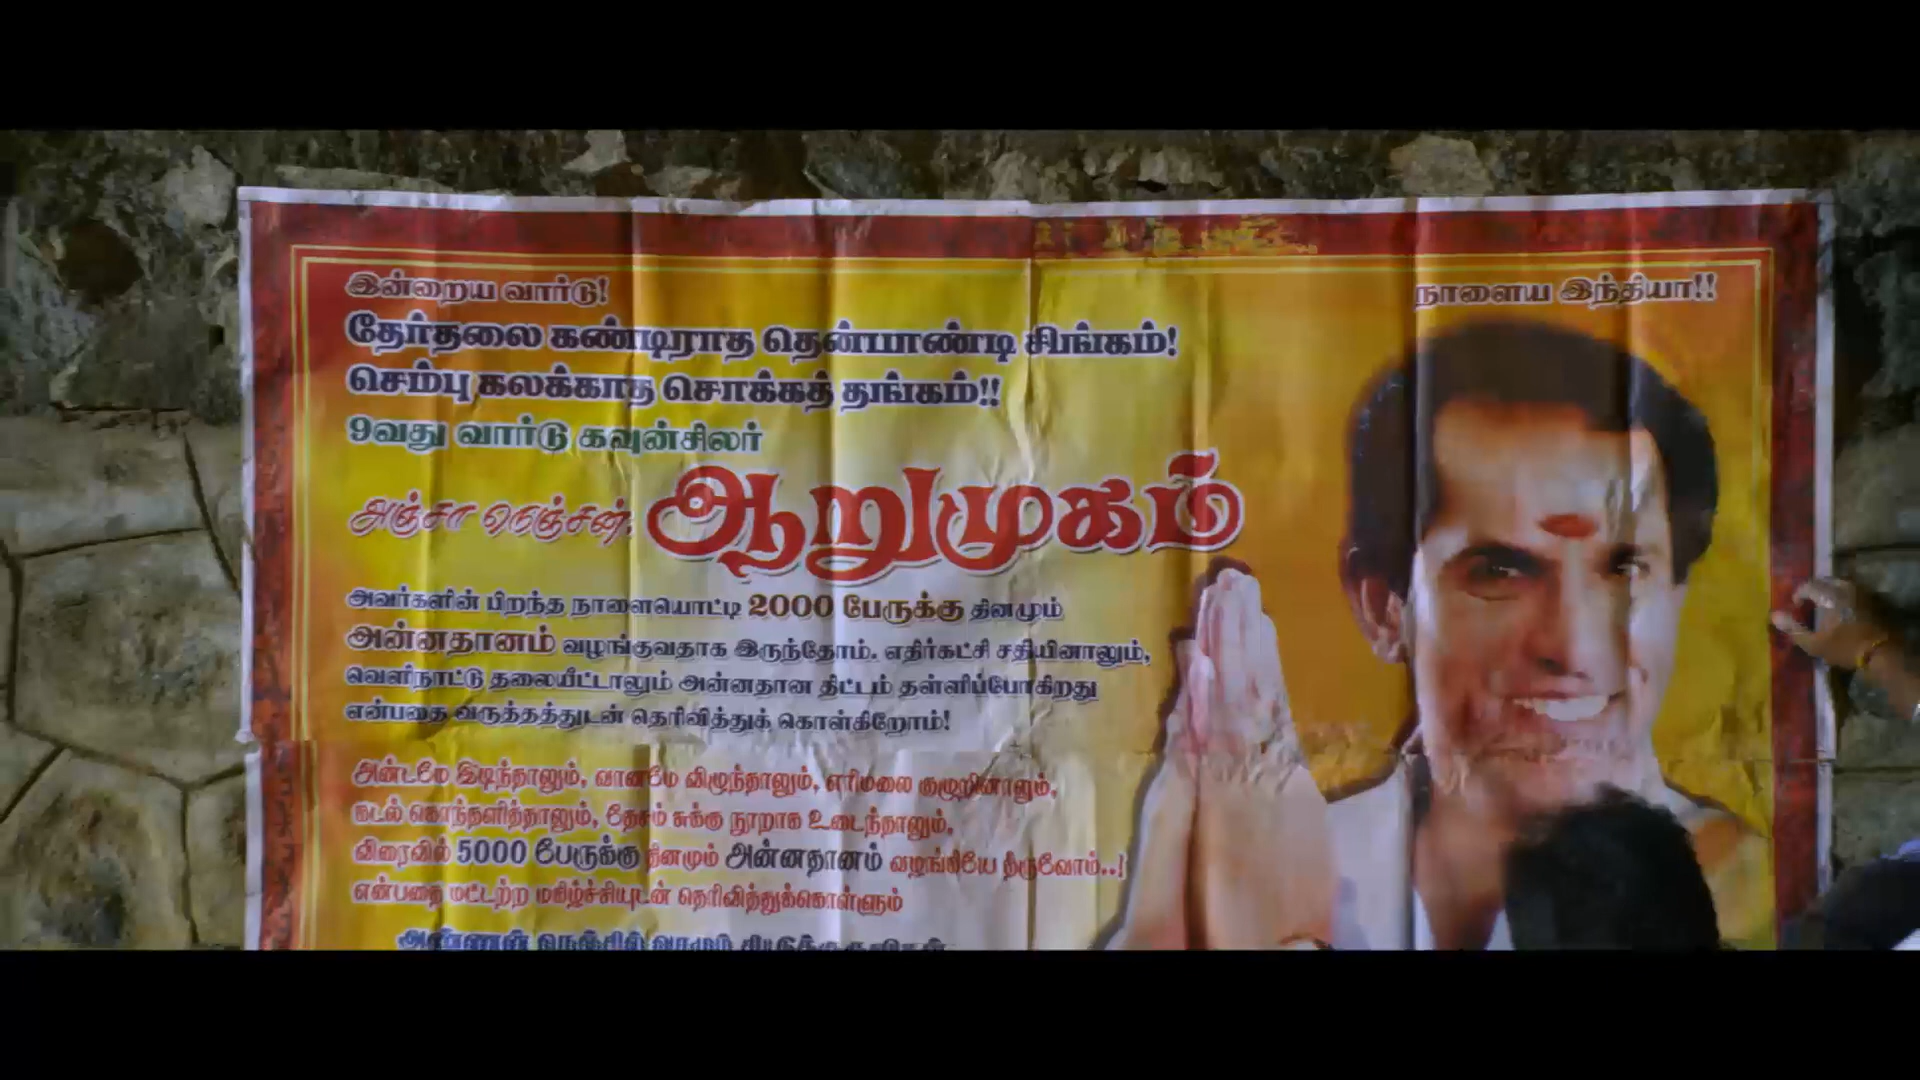 இன்றைய வார்டு!
நாளைய இந்தியா!!
தேர்தலை கண்டிராத தென்பாண்டி சிங்கம்!
செம்பு கலக்காத சொக்கத் தங்கம்!!
9வது வார்டு கவுன்சிலர்
அஞ்சா நெஞ்சன். ஆறுமுகம்
அவர்களின் பிறந்த நாளையொட்டி 2000 பேருக்கு தினமும்
அன்னதானம் வழங்குவதாக இருந்தோம். எதிர்கட்சி சதியினாலும்,
வெளிநாட்டு தலையீட்டாலும் அன்னதான திட்டம் தள்ளிப்போகிறது
என்பதை வருத்தத்துடன் தெரிவித்துக் கொள்கிறோம்!
அண்டமே இடிந்தாலும், வானமே விழுந்தாலும், எரிமலை குமுறினாலும்,
கடல் கொந்தளித்தாலும், தேசம் சுக்கு நூறாக உடைந்தாலும்,
விரைவில் 5000 பேருக்கு தினமும் அன்னதானம் வழங்கியே தீருவோம்..!
என்பதை மட்டற்ற மகிழ்ச்சியுடன் தெரிவித்துக்கொள்ளும்
அண்ணன் நெஞ்சில் வாழும்